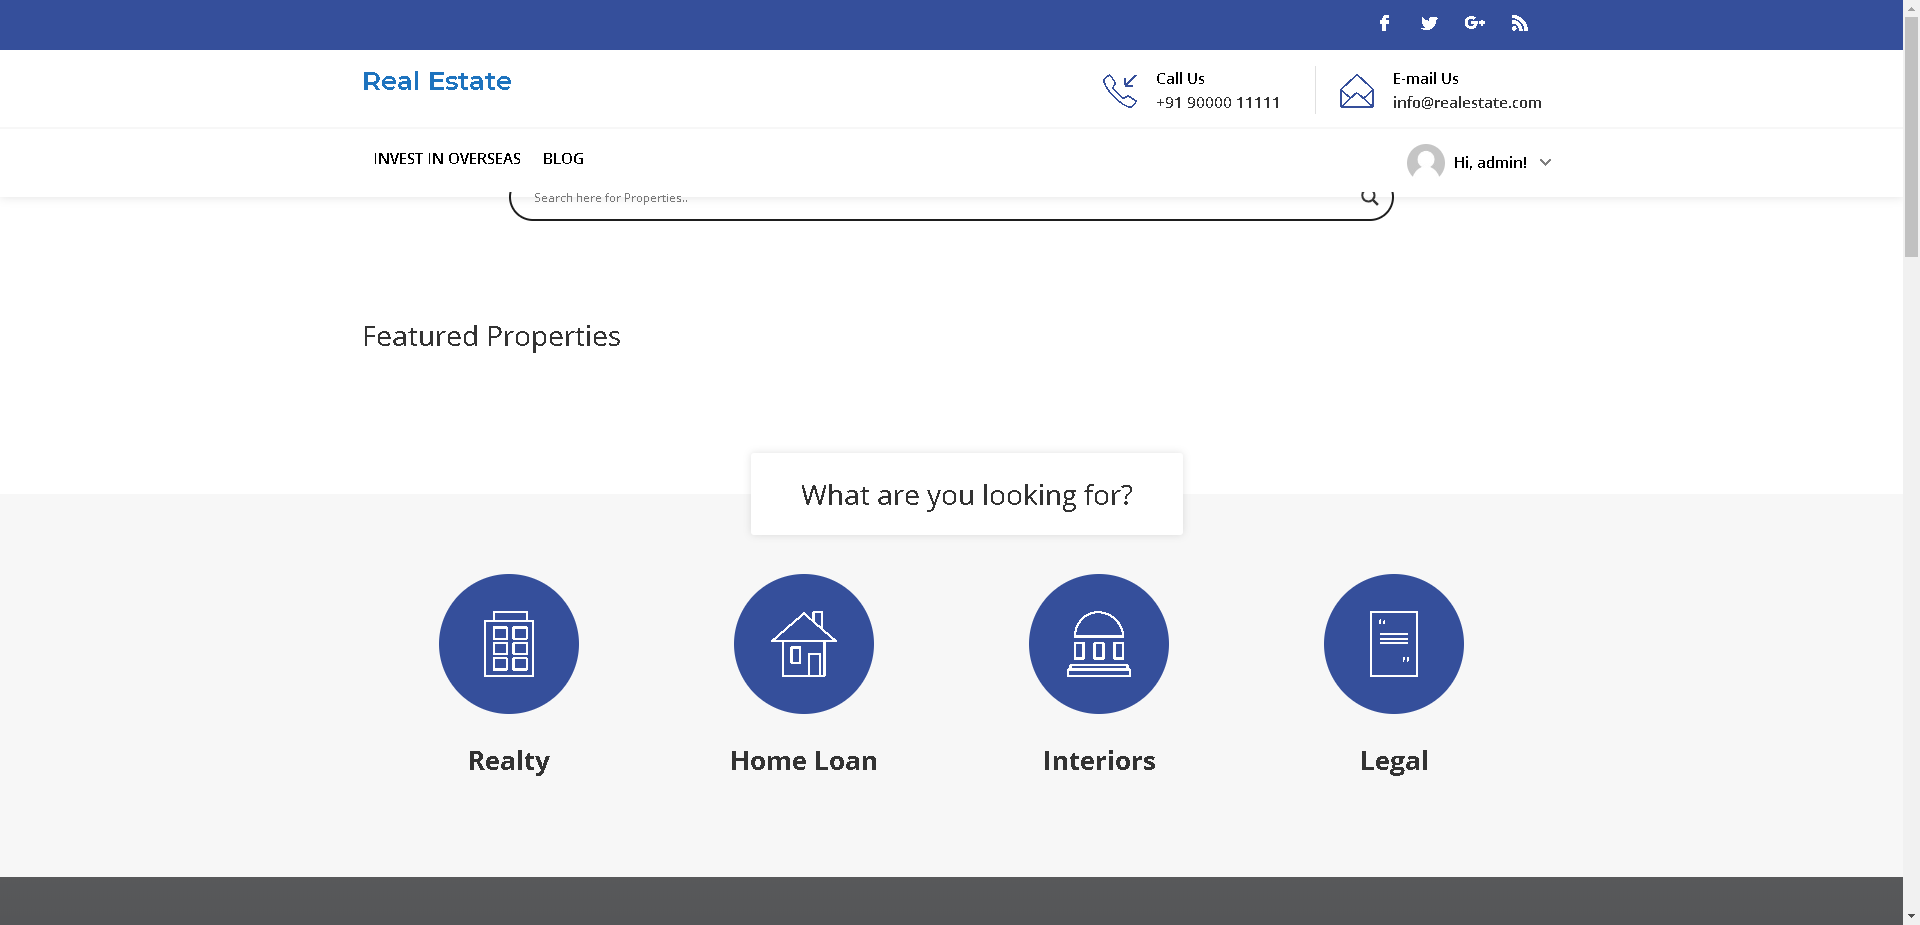 Real Estate
Call Us
+91 90000 11111
E-mail Us
info@realestate.com
INVEST IN OVERSEAS
BLOG
Hi, admin!
Search here for Properties..
Featured Properties
What are you looking for?
Realty
Home Loan
Interiors
Legal